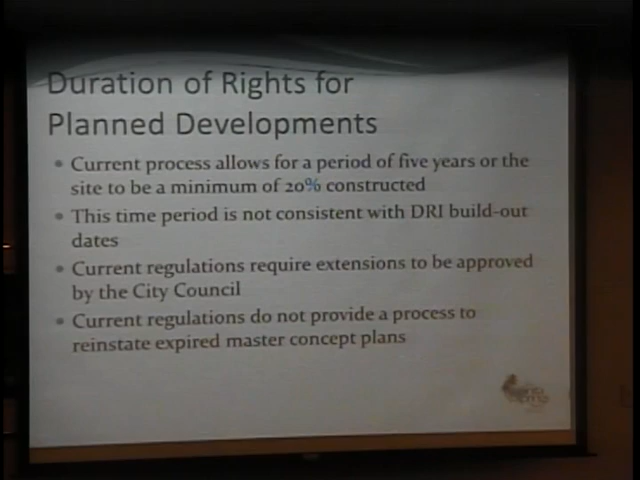 Duration of Rights for
Planned Developments
• Current process allows for a period of five years or the
site to be a minimum of 20% constructed
• This time period is not consistent with DRI build-out
dates
• Current regulations require extensions to be approved
by the City Council
• Current regulations do not provide a process to
reinstate expired master concept plans